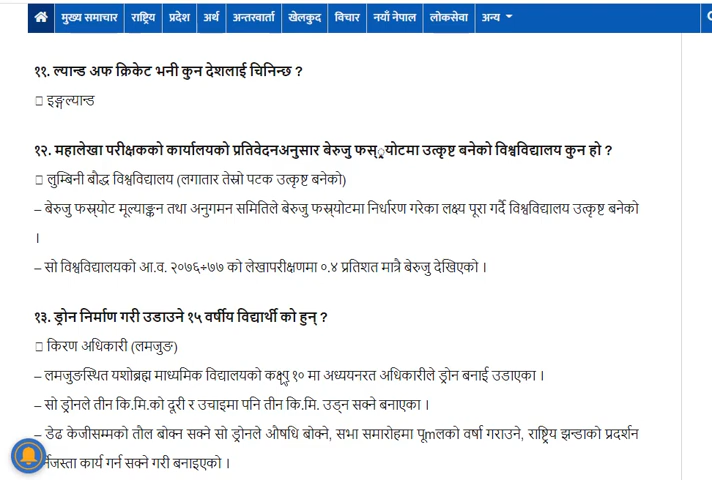 मुख्य समाचार राष्ट्रिय प्रदेश अर्थ अन्तरवार्ता खेलकुद विचार नयाँ नेपाल लोकसेवा अन्य
११. ल्यान्ड अफ क्रिकेट भनी कुन देशलाई चिनिन्छ ?
इङ्गल्यान्ड
१२. महालेखा परीक्षकको कार्यालयको प्रतिवेदनअनुसार बेरुजु फस््र्योटमा उत्कृष्ट बनेको विश्वविद्यालय कुन हो ?
लुम्बिनी बौद्ध विश्वविद्यालय (लगातार तेस्रो पटक उत्कृष्ट बनेको)
– बेरुजु फस्र्योट मूल्याङ्कन तथा अनुगमन समितिले बेरुजु फस्र्योटमा निर्धारण गरेका लक्ष्य पूरा गर्दै विश्वविद्यालय उत्कृष्ट बनेको
।
– सो विश्वविद्यालयको आ.व. २०७६÷७७ को लेखापरीक्षणमा ०.४ प्रतिशत मात्रै बेरुजु देखिएको ।
१३. ड्रोन निर्माण गरी उडाउने १५ वर्षीय विद्यार्थी को हुन् ?
किरण अधिकारी (लमजुङ)
– लमजुङस्थित यशोब्रह्म माध्यमिक विद्यालयको १० मा अध्ययनरत अधिकारीले ड्रोन बनाई उडाएका ।
– सो ड्रोनले तीन कि.मि.को दूरी र उचाइमा पनि तीन कि.मि. उड्न सक्ने बनाएका ।
– डेढ केजीसम्मको तौल बोक्न सक्ने सो ड्रोनले औषधि बोक्ने, सभा समारोहमा पूmलको वर्षा गराउने, राष्ट्रिय झन्डाको प्रदर्शन
कार्य गर्न सक्ने गरी बनाइएको ।